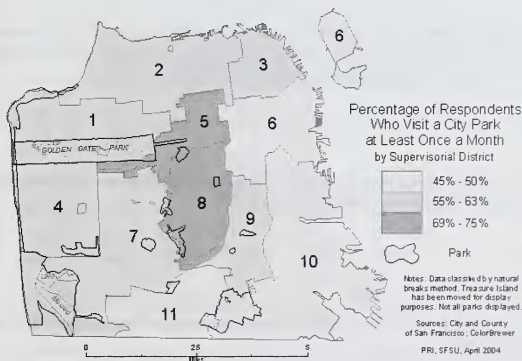 6
2
3
Percentage of Respondents
Who Visit a City Park
at Least Once a Month
by Supervisorial District
1
5
6
GOLDEN GATE PARK
45% - 50%
55% - 63%
69% - 75%
4
8
7
9
10
11
Park
Notes: Data classified by natural
breaks method. Treasure Island
has been moved for display
purposes. Not all parks displayed.
Sources: City and County
of San Francisco; ColorBrewer
PRI, SFSU, April 2004
0
2.5
5
Miles